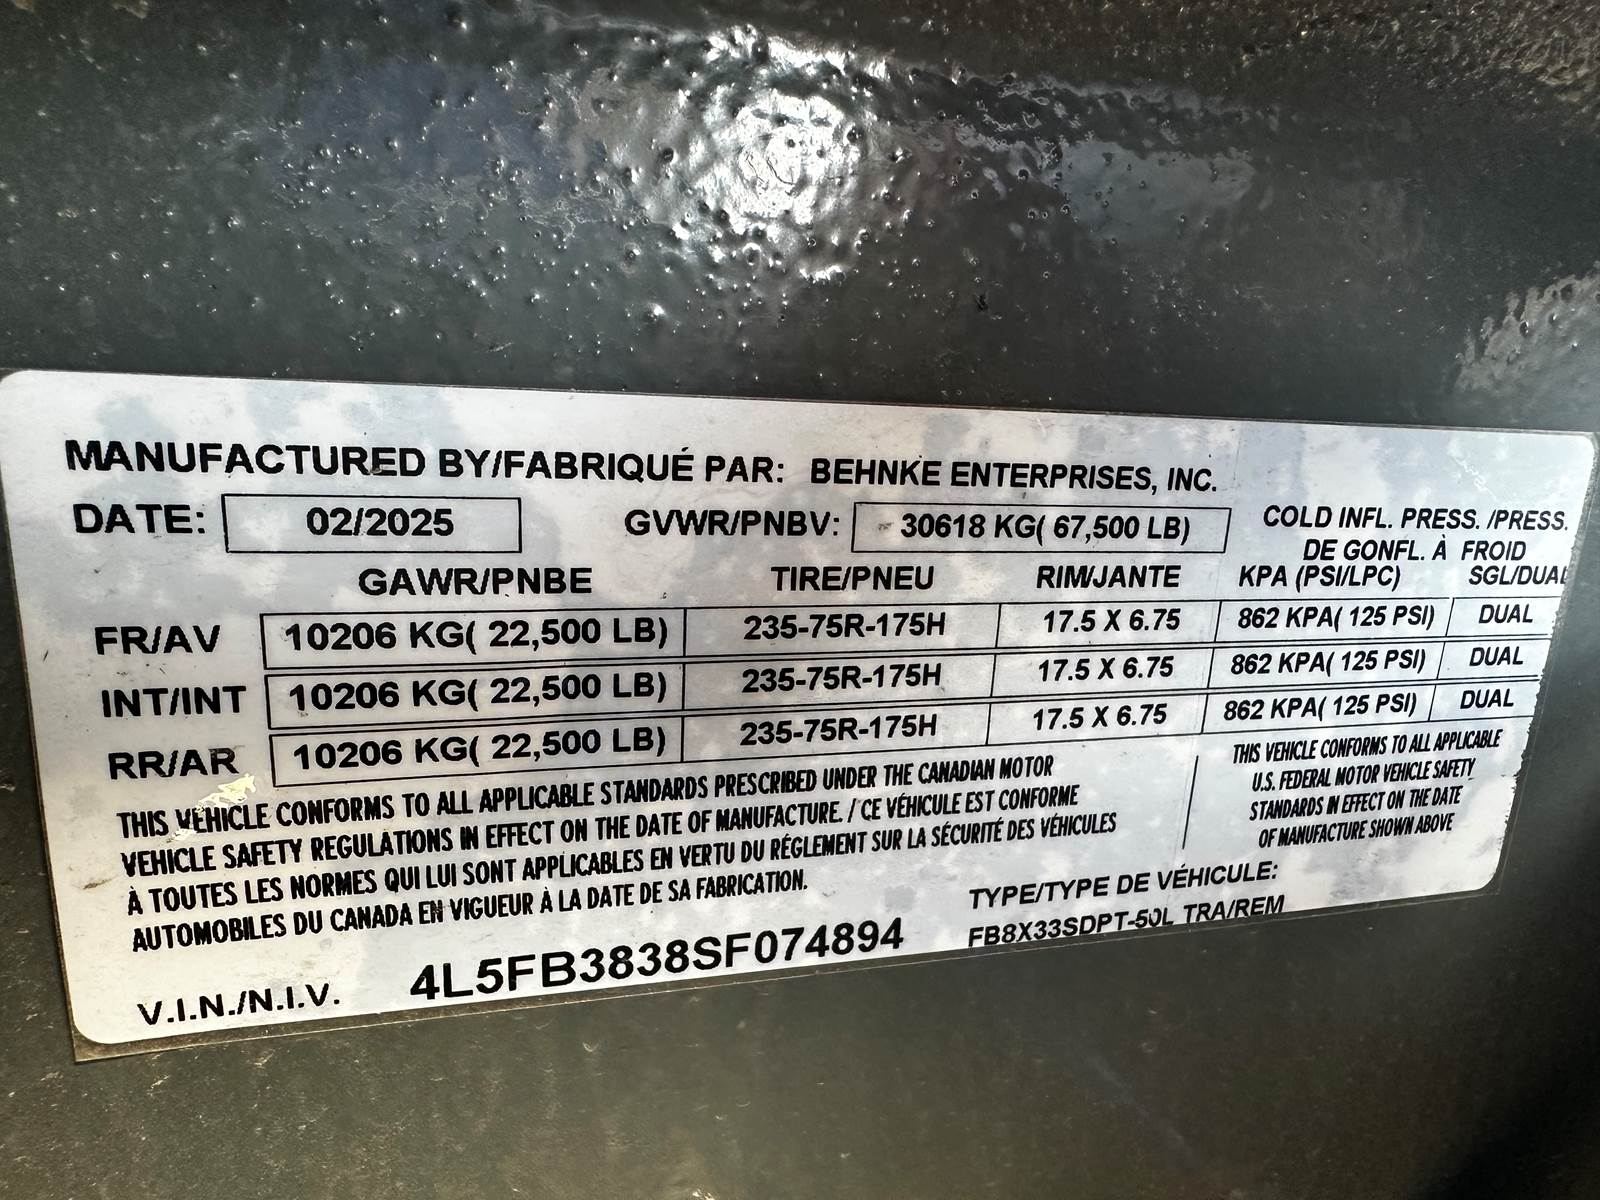 MANUFACTURED BY/FABRIQUÉ PAR: BEHNKE ENTERPRISES, INC.
DATE: 02/2025 GVWR/PNBV: 30618 KG( 67,500 LB) COLD INFL. PRESS. /PRESS.
DE GONFL. À FROID
GAWR/PNBE TIRE/PNEU RIM/JANTE KPA (PSI/LPC) SGL/DUAL
FR/AV 10206 KG( 22,500 LB) 235-75R-175H 17.5 X 6.75 862 KPA( 125 PSI) DUAL
INT/INT 10206 KG( 22,500 LB) 235-75R-175H 17.5 X 6.75 862 KPA( 125 PSI) DUAL
RR/AR 10206 KG( 22,500 LB) 235-75R-175H 17.5 X 6.75 862 KPA( 125 PSI) DUAL
THIS VEHICLE CONFORMS TO ALL APPLICABLE STANDARDS PRESCRIBED UNDER THE CANADIAN MOTOR
VEHICLE SAFETY REGULATIONS IN EFFECT ON THE DATE OF MANUFACTURE. / CE VÉHICULE EST CONFORME
À TOUTES LES NORMES QUI LUI SONT APPLICABLES EN VERTU DU RÉGLEMENT SUR LA SÉCURITÉ DES VÉHICULES
AUTOMOBILES DU CANADA EN VIGUEUR À LA DATE DE SA FABRICATION.
THIS VEHICLE CONFORMS TO ALL APPLICABLE
U.S. FEDERAL MOTOR VEHICLE SAFETY
STANDARDS IN EFFECT ON THE DATE
OF MANUFACTURE SHOWN ABOVE
TYPE/TYPE DE VÉHICULE:
FB8X33SDPT-50L TRA/REM
V.I.N./N.I.V. 4L5FB3838SF074894